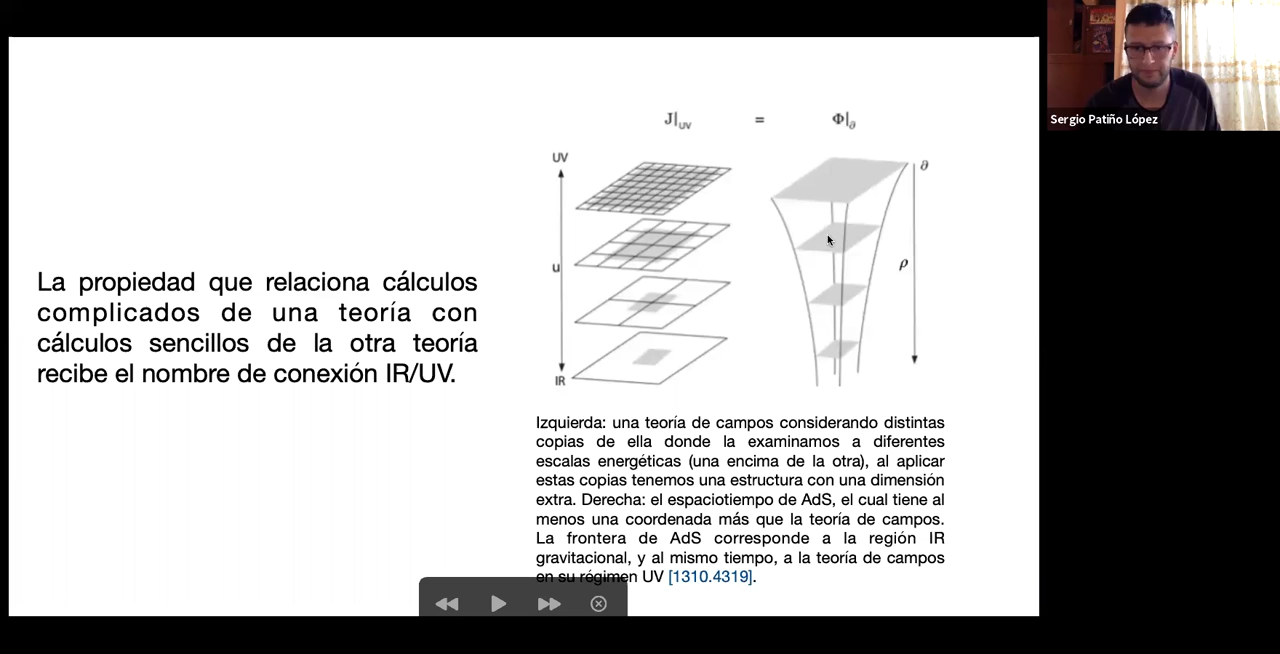 Sergio Patiño López
La propiedad que relaciona cálculos
complicados de una teoría con
cálculos sencillos de la otra teoría
recibe el nombre de conexión IR/UV.
J|UV = Φ|∂
UV
u
IR
∂
ρ
Izquierda: una teoría de campos considerando distintas
copias de ella donde la examinamos a diferentes
escalas energéticas (una encima de la otra), al aplicar
estas copias tenemos una estructura con una dimensión
extra. Derecha: el espaciotiempo de AdS, el cual tiene al
menos una coordenada más que la teoría de campos.
La frontera de AdS corresponde a la región IR
gravitacional, y al mismo tiempo, a la teoría de campos
en su régimen UV [1310.4319].